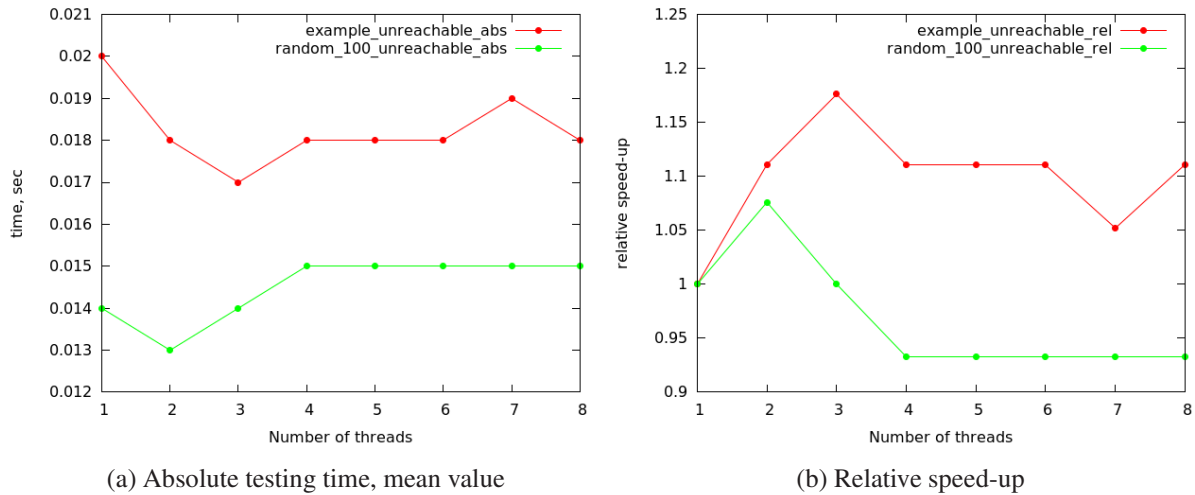 0.021
0.02
0.019
0.018
0.017
0.016
0.015
0.014
0.013
0.012
time, sec
example_unreachable_abs
random_100_unreachable_abs
1 2 3 4 5 6 7 8
Number of threads
(a) Absolute testing time, mean value
1.25
1.2
1.15
1.1
1.05
1
0.95
0.9
relative speed-up
example_unreachable_rel
random_100_unreachable_rel
1 2 3 4 5 6 7 8
Number of threads
(b) Relative speed-up